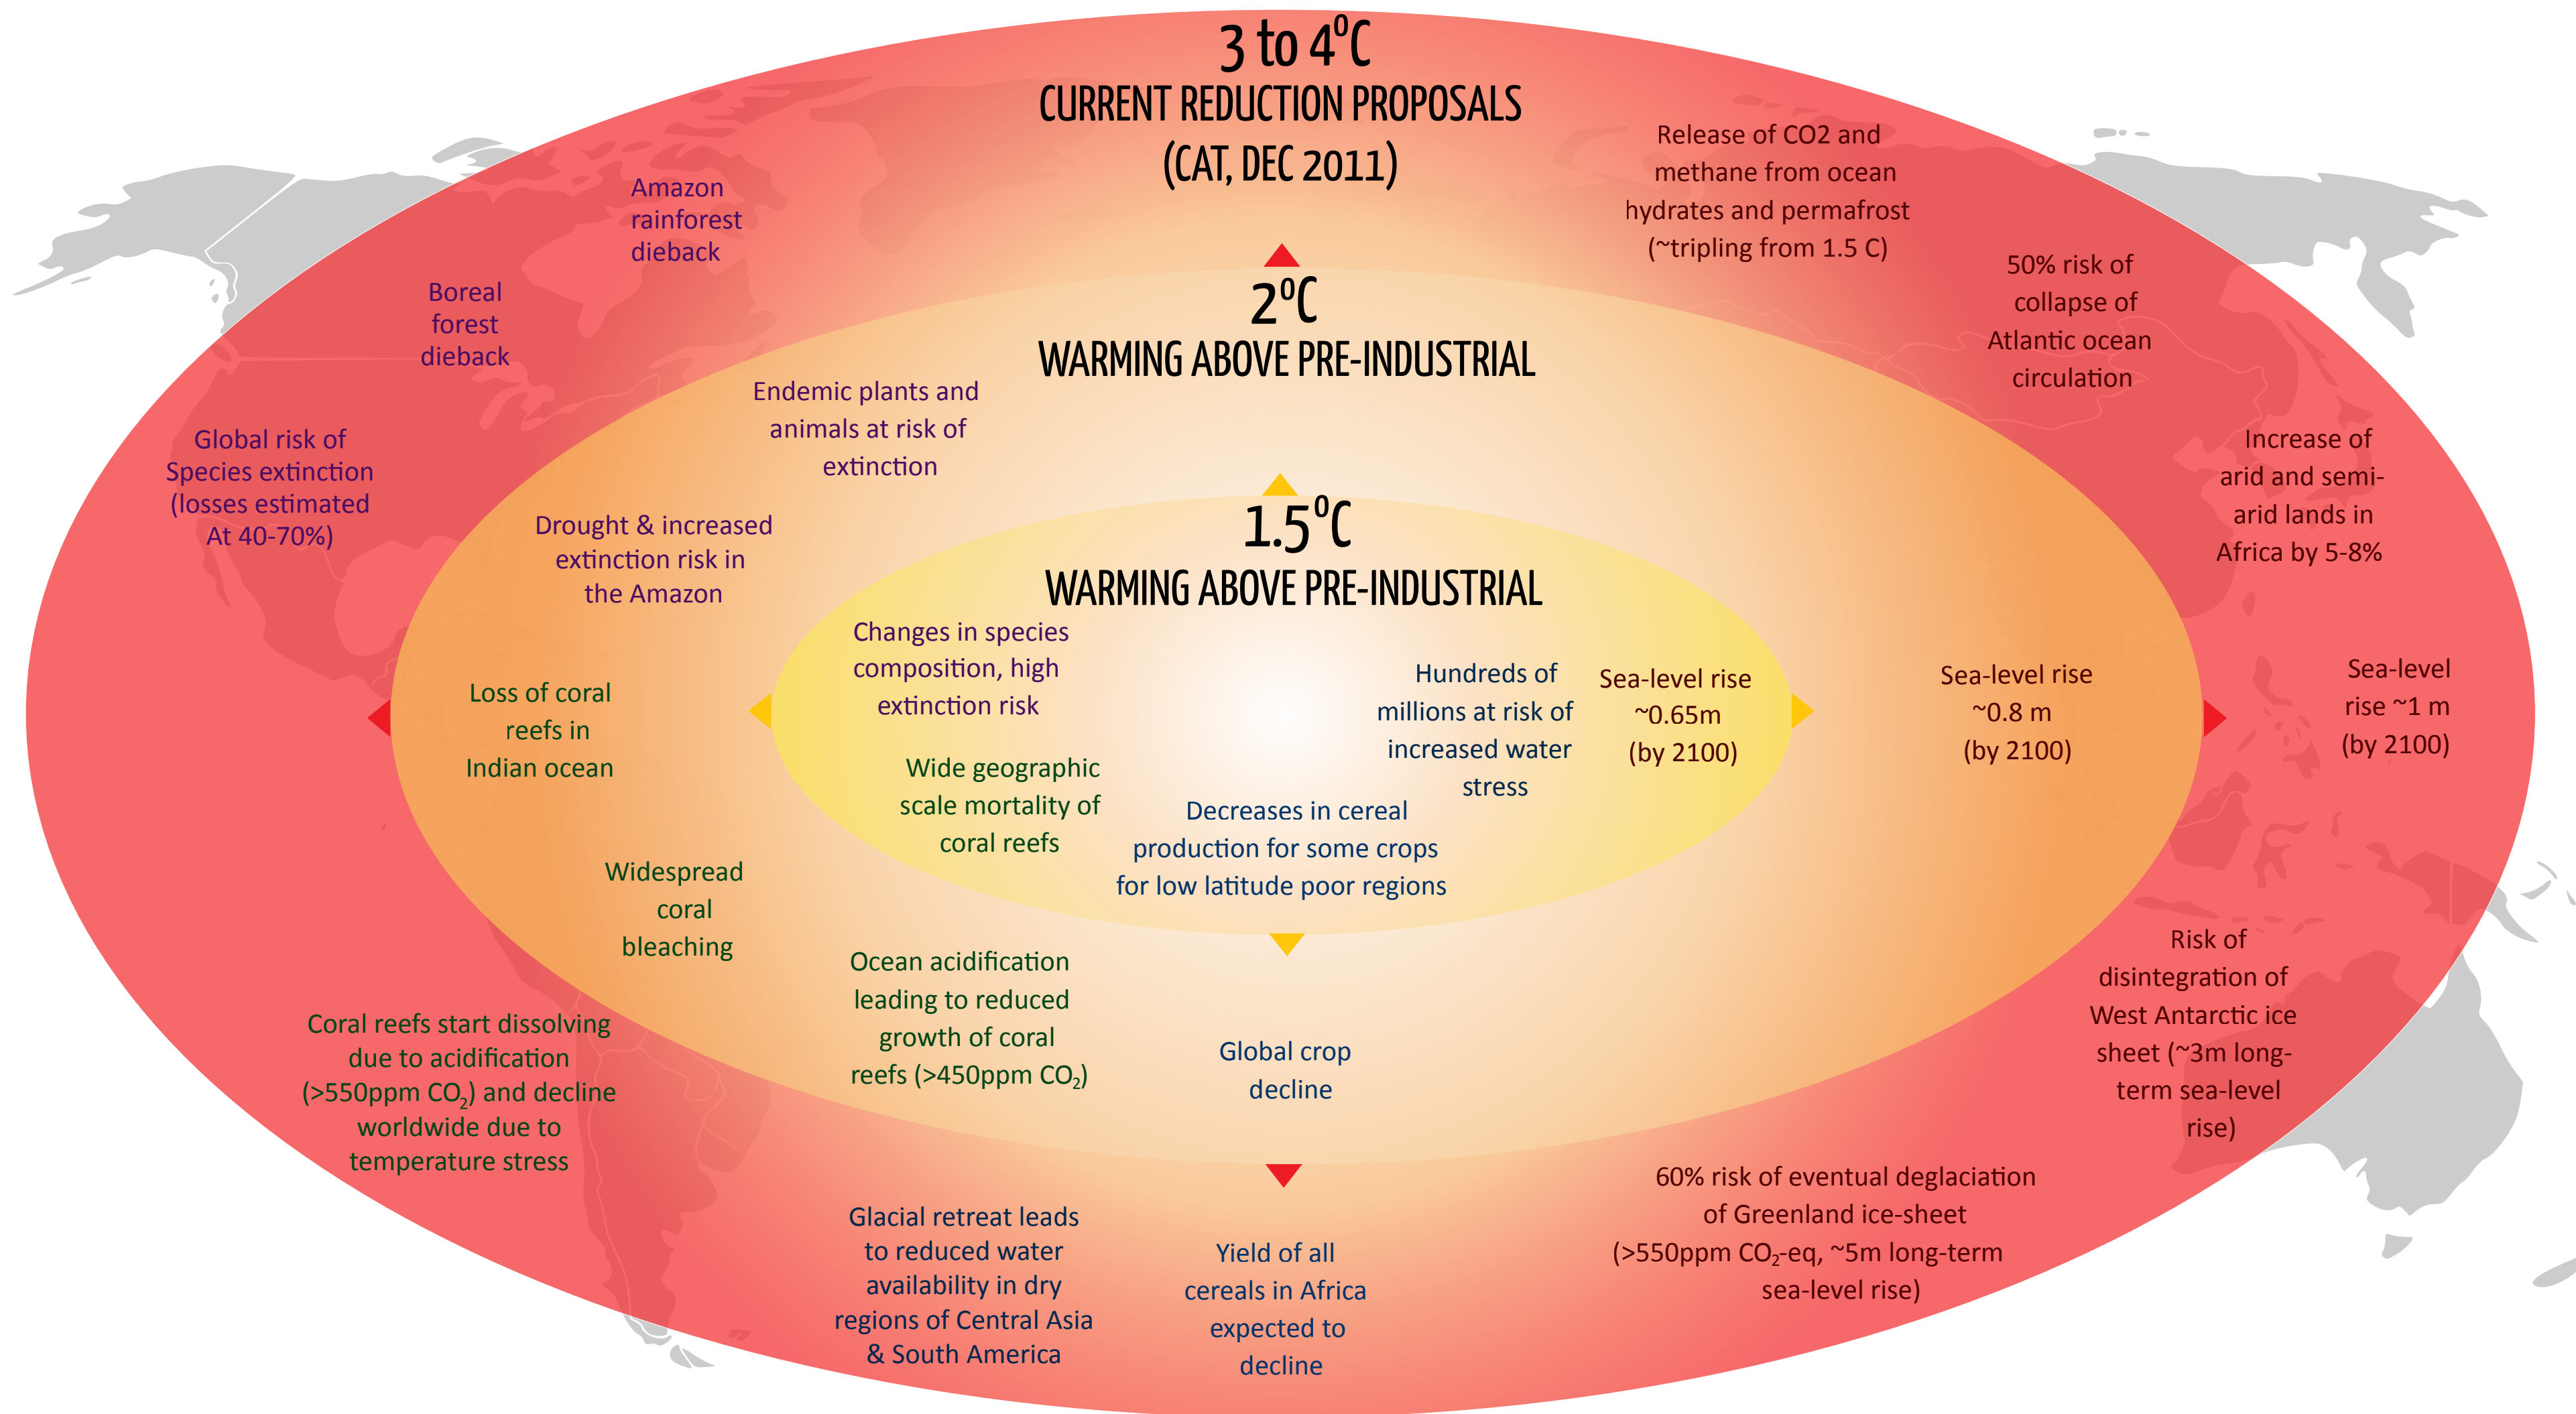 3 to 4⁰C
CURRENT REDUCTION PROPOSALS
(CAT, DEC 2011)
Amazon
rainforest
dieback
Boreal
forest
dieback
Global risk of
Species extinction
(losses estimated
At 40-70%)
Release of CO2 and
methane from ocean
hydrates and permafrost
(~tripling from 1.5 C)
50% risk of
collapse of
Atlantic ocean
circulation
Increase of
arid and semi-
arid lands in
Africa by 5-8%
2⁰C
WARMING ABOVE PRE-INDUSTRIAL
Endemic plants and
animals at risk of
extinction
Drought & increased
extinction risk in
the Amazon
1.5⁰C
WARMING ABOVE PRE-INDUSTRIAL
Changes in species
composition, high
extinction risk
Hundreds of
millions at risk of
increased water
stress
Sea-level rise
~0.65m
(by 2100)
Sea-level rise
~0.8 m
(by 2100)
Sea-level
rise ~1 m
(by 2100)
Loss of coral
reefs in
Indian ocean
Wide geographic
scale mortality of
coral reefs
Decreases in cereal
production for some crops
for low latitude poor regions
Widespread
coral
bleaching
Ocean acidification
leading to reduced
growth of coral
reefs (>450ppm CO₂)
Global crop
decline
Risk of
disintegration of
West Antarctic ice
sheet (~3m long-
term sea-level
rise)
Coral reefs start dissolving
due to acidification
(>550ppm CO₂) and decline
worldwide due to
temperature stress
Glacial retreat leads
to reduced water
availability in dry
regions of Central Asia
& South America
Yield of all
cereals in Africa
expected to
decline
60% risk of eventual deglaciation
of Greenland ice-sheet
(>550ppm CO₂-eq, ~5m long-term
sea-level rise)